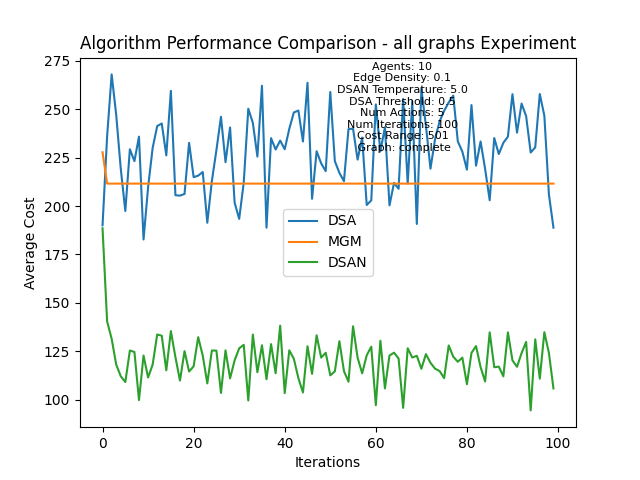 Algorithm Performance Comparison - all graphs Experiment
Agents: 10
Edge Density: 0.1
DSAN Temperature: 5.0
DSA Threshold: 0.5
Num Actions: 5
Num Iterations: 100
Cost Range: 501
Graph: complete
275
250
225
200
175
150
125
100
Average Cost
DSA
MGM
DSAN
0
20
40
60
80
100
Iterations